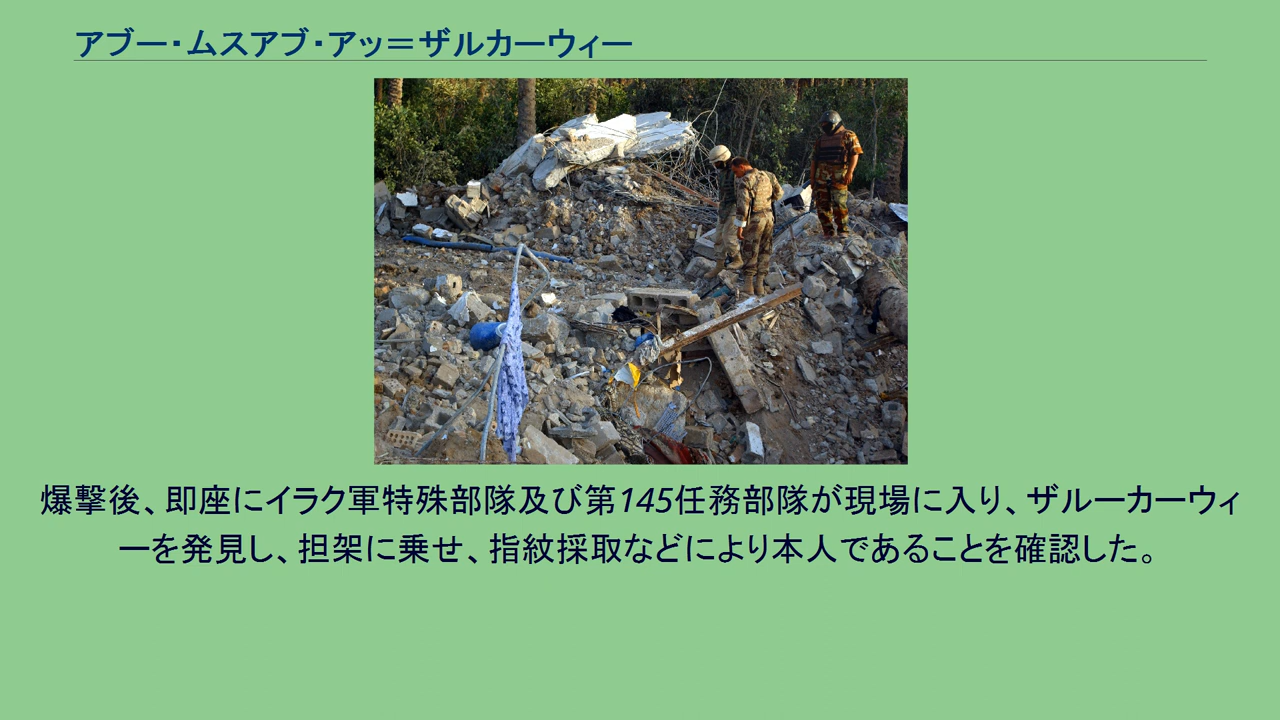 アブー・ムスアブ・アッ＝ザルカーウィー
爆撃後、即座にイラク軍特殊部隊及び第145任務部隊が現場に入り、ザルーカーウィ
ーを発見し、担架に乗せ、指紋採取などにより本人であることを確認した。